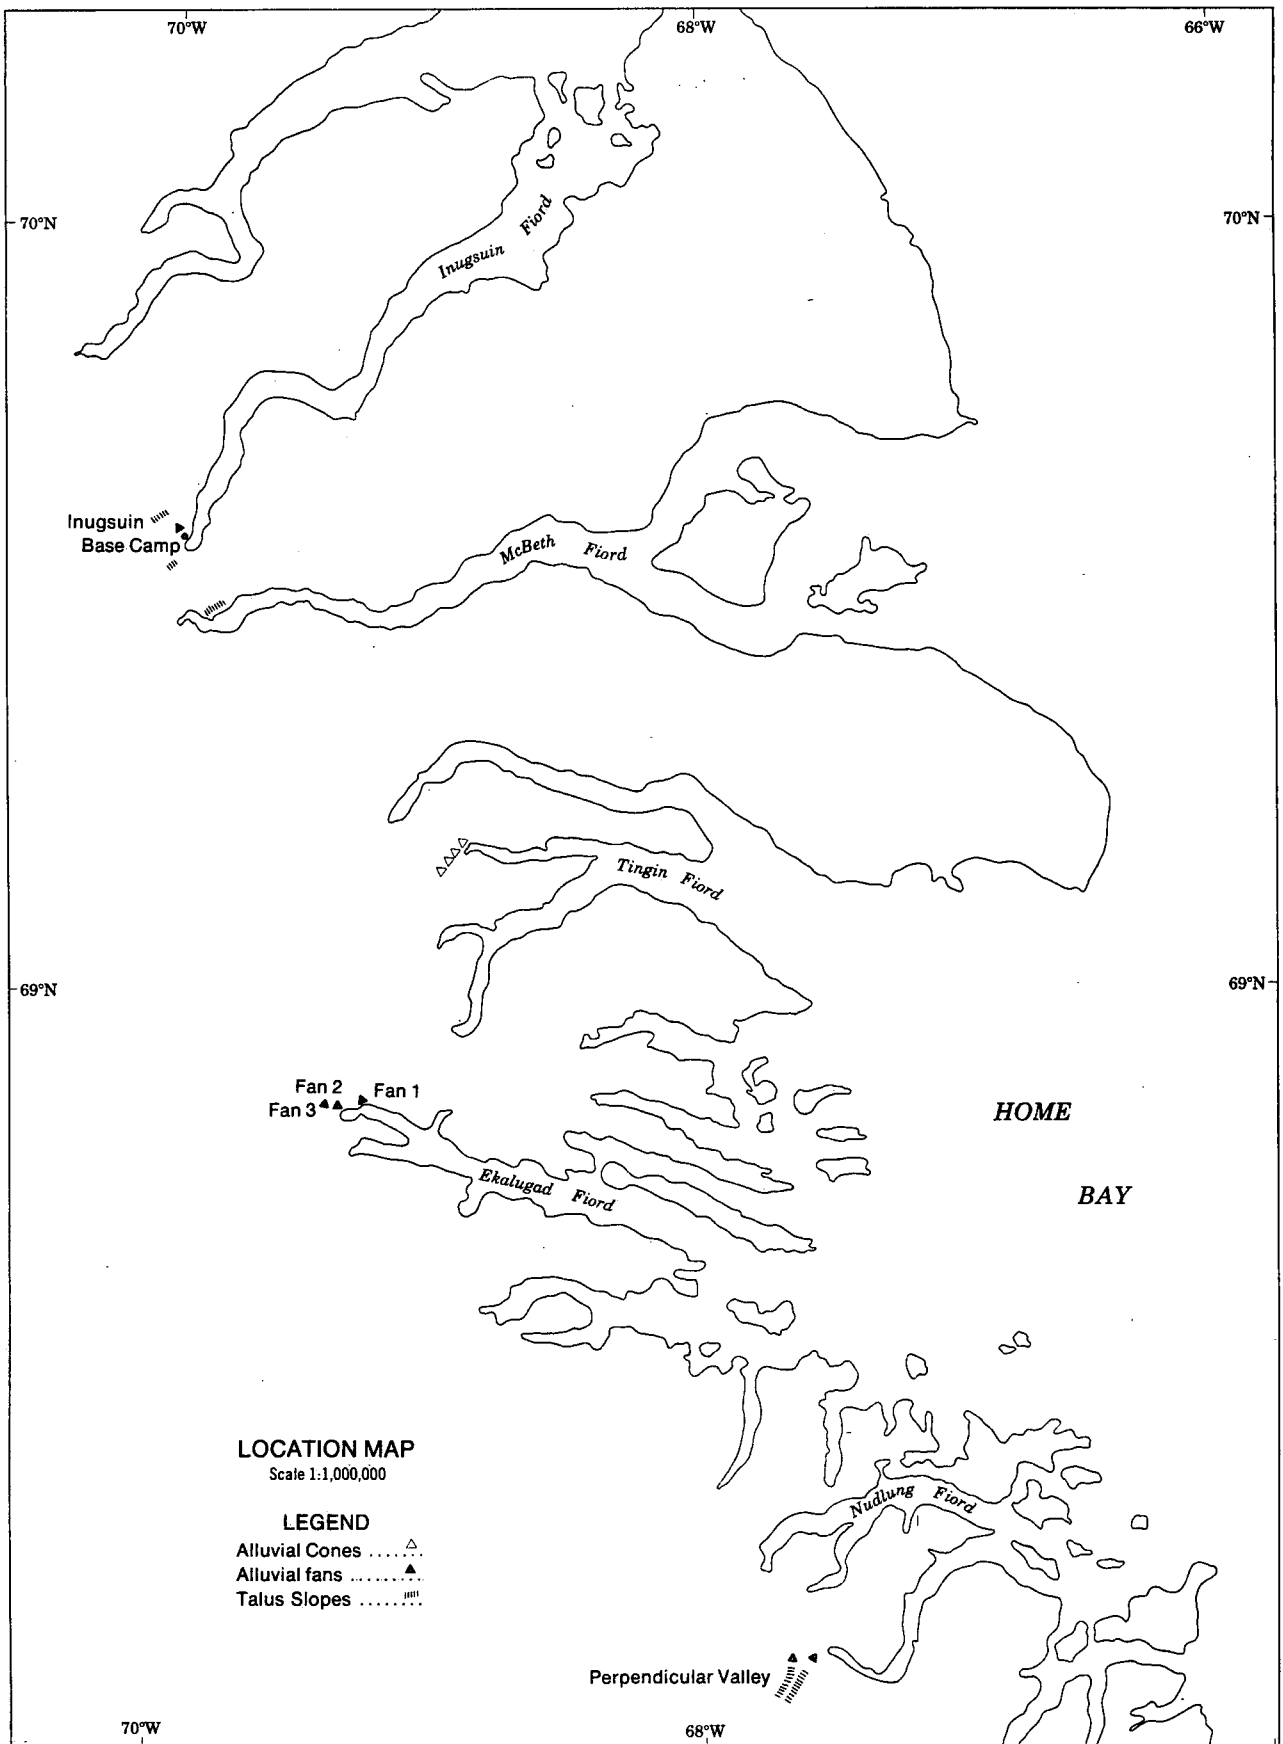 70°W
68°W
66°W
70°N
70°N
Inugsuin Fiord
Inugsuin
Base Camp
McBeth Fiord
Tingin Fiord
69°N
69°N
Fan 2
Fan 1
Fan 3
HOME
BAY
Ekalugad Fiord
LOCATION MAP
Scale 1:1,000,000
LEGEND
Alluvial Cones
Alluvial fans
Talus Slopes
Nudlung Fiord
Perpendicular Valley
70°W
68°W